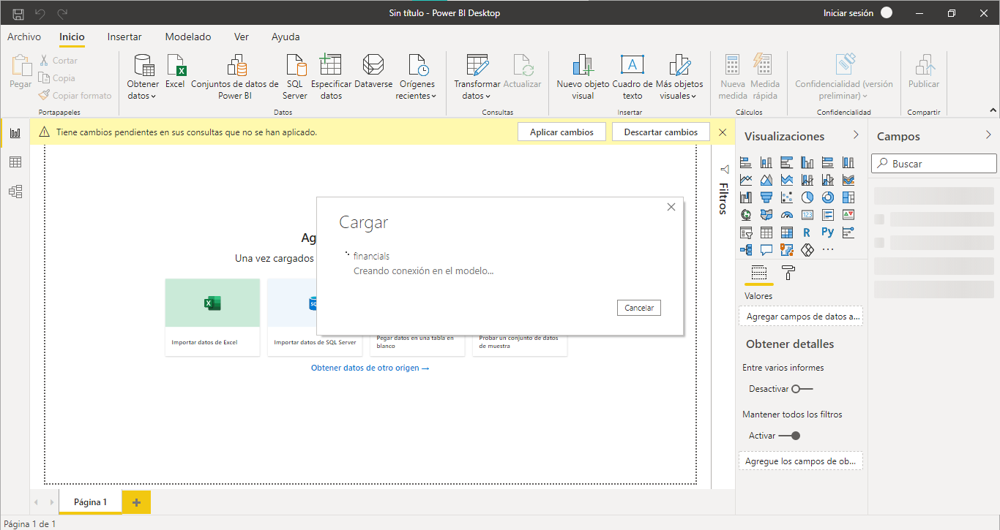 Sin título - Power BI Desktop
Iniciar sesión
Archivo
Inicio
Insertar
Modelado
Ver
Ayuda
Pegar
Cortar
Copia
Copiar formato
Portapapeles
Obtener
datos
Excel
Conjuntos de datos de
Power BI
SQL
Server
Especificar
datos
Dataverse
Orígenes
recientes
Datos
Transformar
datos
Actualizar
Consultas
Nuevo objeto
visual
Cuadro de
texto
Más objetos
visuales
Insertar
Nueva
medida
Medida
rápida
Cálculos
Confidencialidad (versión
preliminar)
Confidencialidad
Publicar
Compartir
Tiene cambios pendientes en sus consultas que no se han aplicado.
Aplicar cambios
Descartar cambios
Filtros
Ag
Una vez cargados
Cargar
financials
Creando conexión en el modelo...
Cancelar
Importar datos de Excel
Importar datos de SQL Server
Pegar datos en una tabla en
blanco
Probar un conjunto de datos
de muestra
Obtener datos de otro origen →
Visualizaciones
123
R
Py
...
Valores
Agregar campos de datos a...
Obtener detalles
Entre varios informes
Desactivar
Mantener todos los filtros
Activar
Agregue los campos de ob...
Campos
Buscar
Página 1
Página 1 de 1